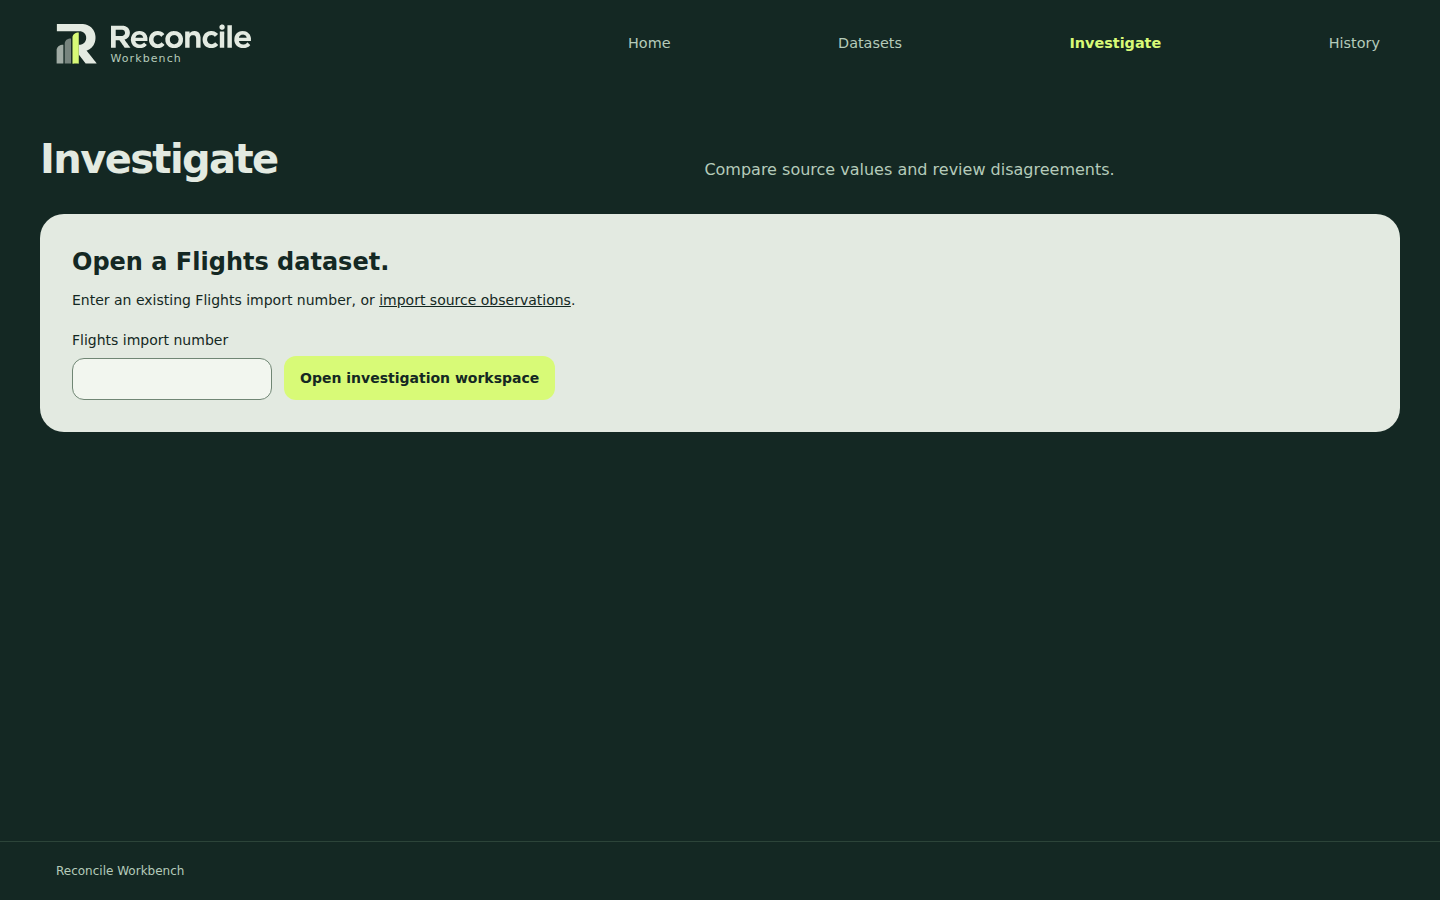 Reconcile
Workbench
Home
Datasets
Investigate
History
Investigate
Compare source values and review disagreements.
Open a Flights dataset.
Enter an existing Flights import number, or import source observations.
Flights import number
Open investigation workspace
Reconcile Workbench